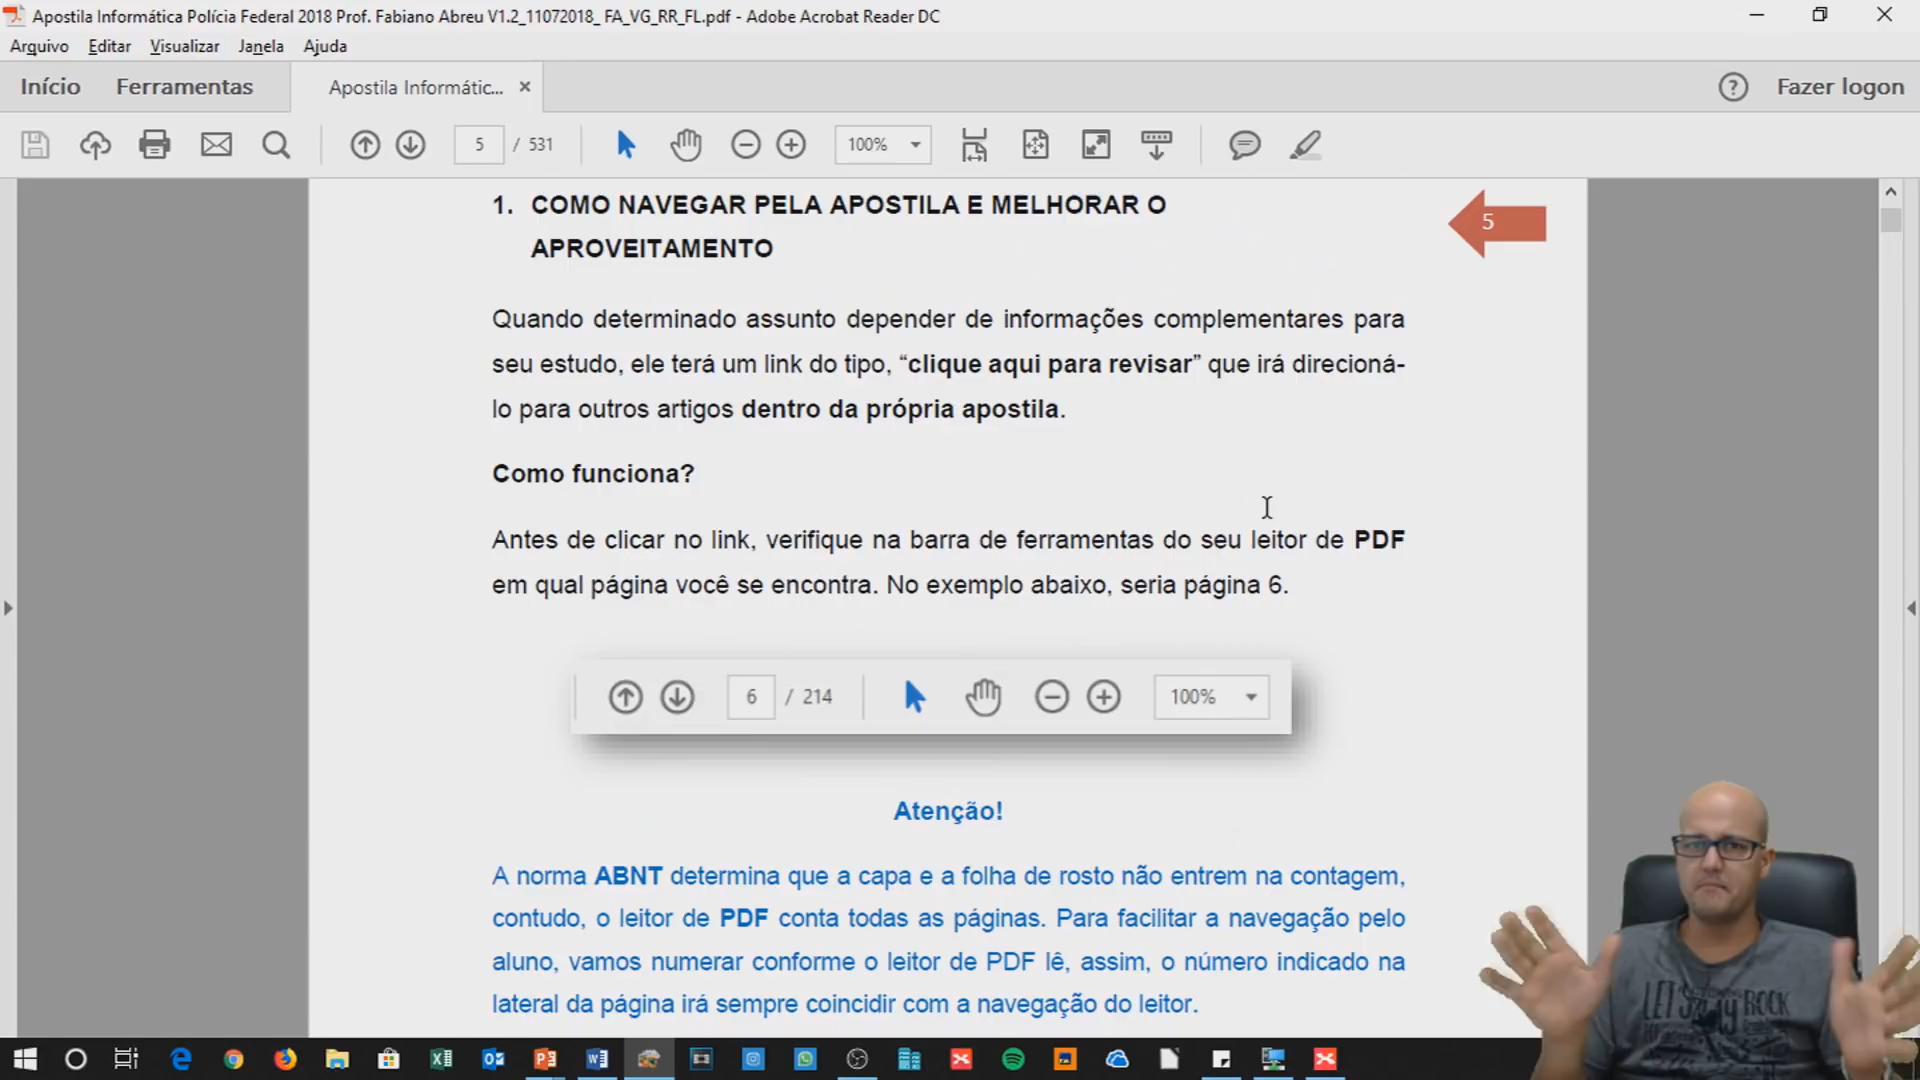 Apostila Informática Polícia Federal 2018 Prof. Fabiano Abreu V1.2_11072018_ FA_VG_RR_FL.pdf - Adobe Acrobat Reader DC
Arquivo Editar Visualizar Janela Ajuda
Início Ferramentas Apostila Informátic... × ? Fazer logon
5 / 531 100%
1. COMO NAVEGAR PELA APOSTILA E MELHORAR O
APROVEITAMENTO
5
Quando determinado assunto depender de informações complementares para
seu estudo, ele terá um link do tipo, “clique aqui para revisar” que irá direcioná-
lo para outros artigos dentro da própria apostila.
Como funciona?
Antes de clicar no link, verifique na barra de ferramentas do seu leitor de PDF
em qual página você se encontra. No exemplo abaixo, seria página 6.
6 / 214 100%
Atenção!
A norma ABNT determina que a capa e a folha de rosto não entrem na contagem,
contudo, o leitor de PDF conta todas as páginas. Para facilitar a navegação pelo
aluno, vamos numerar conforme o leitor de PDF lê, assim, o número indicado na
lateral da página irá sempre coincidir com a navegação do leitor.
LET'S
ROCK